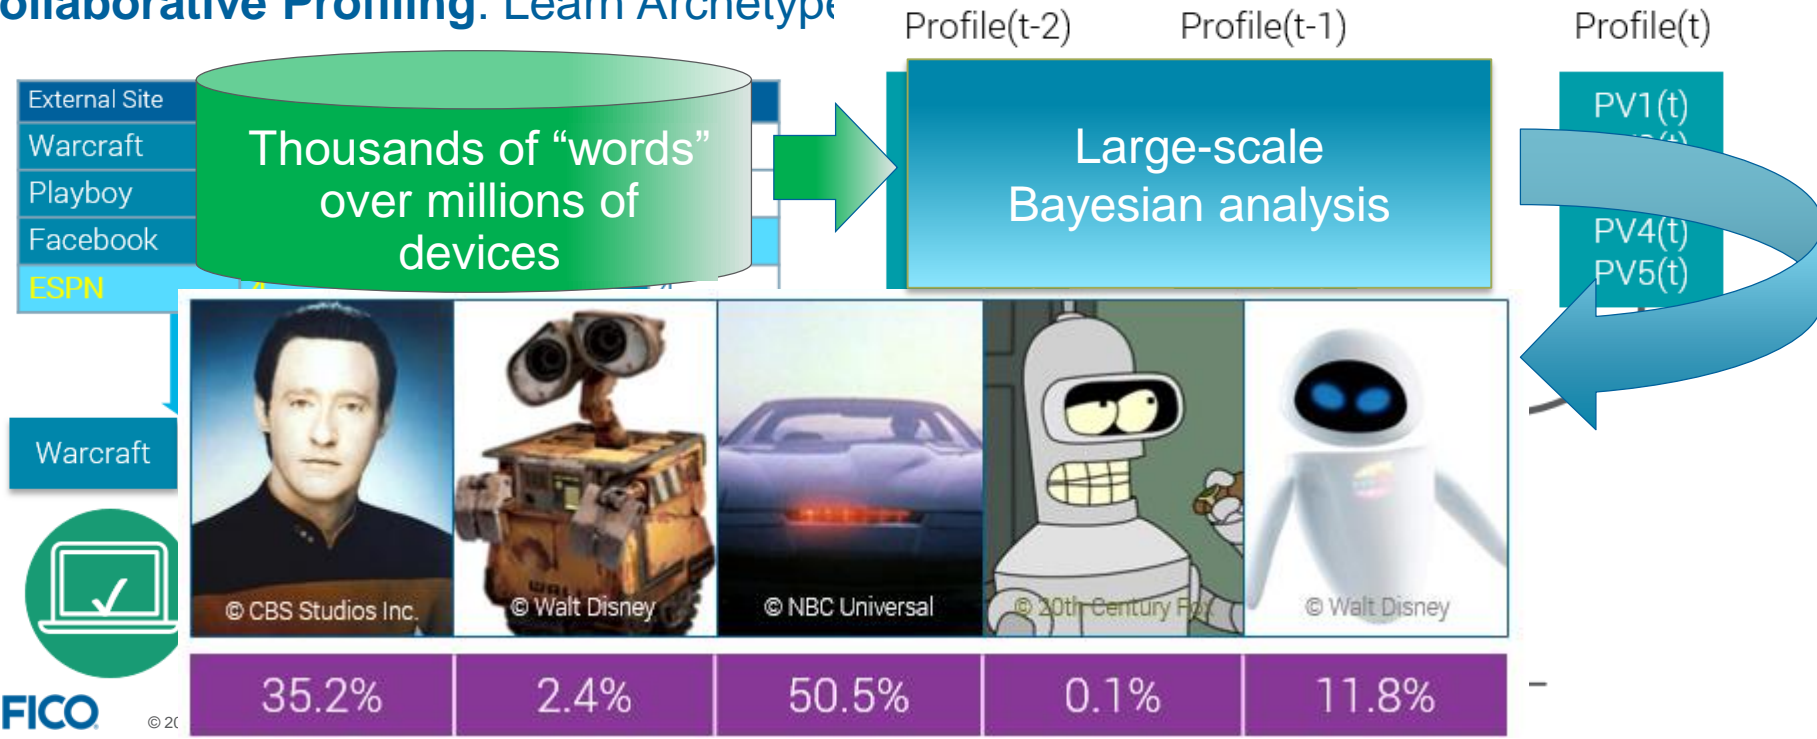 ollaborative Profiling: Learn Archetype
Profile(t-2)
Profile(t-1)
Profile(t)
External Site
Warcraft
Playboy
Facebook
ESPN
Thousands of “words”
over millions of
devices
Large-scale
Bayesian analysis
PV1(t)
PV4(t)
PV5(t)
Warcraft
© CBS Studios Inc.
© Walt Disney
© NBC Universal
© 20th Century Fox
© Walt Disney
35.2%
2.4%
50.5%
0.1%
11.8%
FICO
© 20